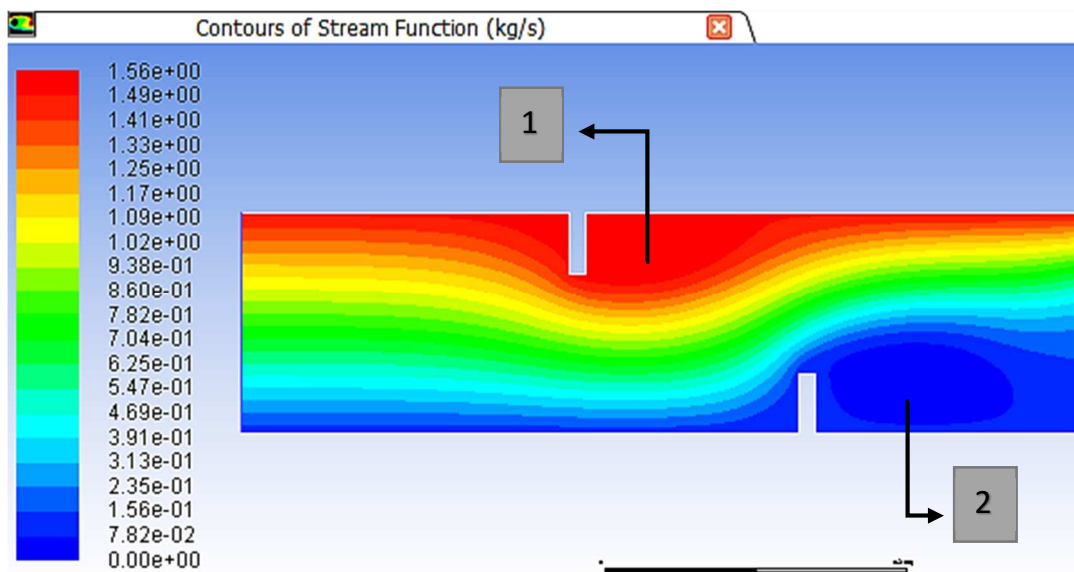 Contours of Stream Function (kg/s)
1.56e+00
1.49e+00
1.41e+00
1.33e+00
1.25e+00
1.17e+00
1.09e+00
1.02e+00
9.38e-01
8.60e-01
7.82e-01
7.04e-01
6.25e-01
5.47e-01
4.69e-01
3.91e-01
3.13e-01
2.35e-01
1.56e-01
7.82e-02
0.00e+00
1
2